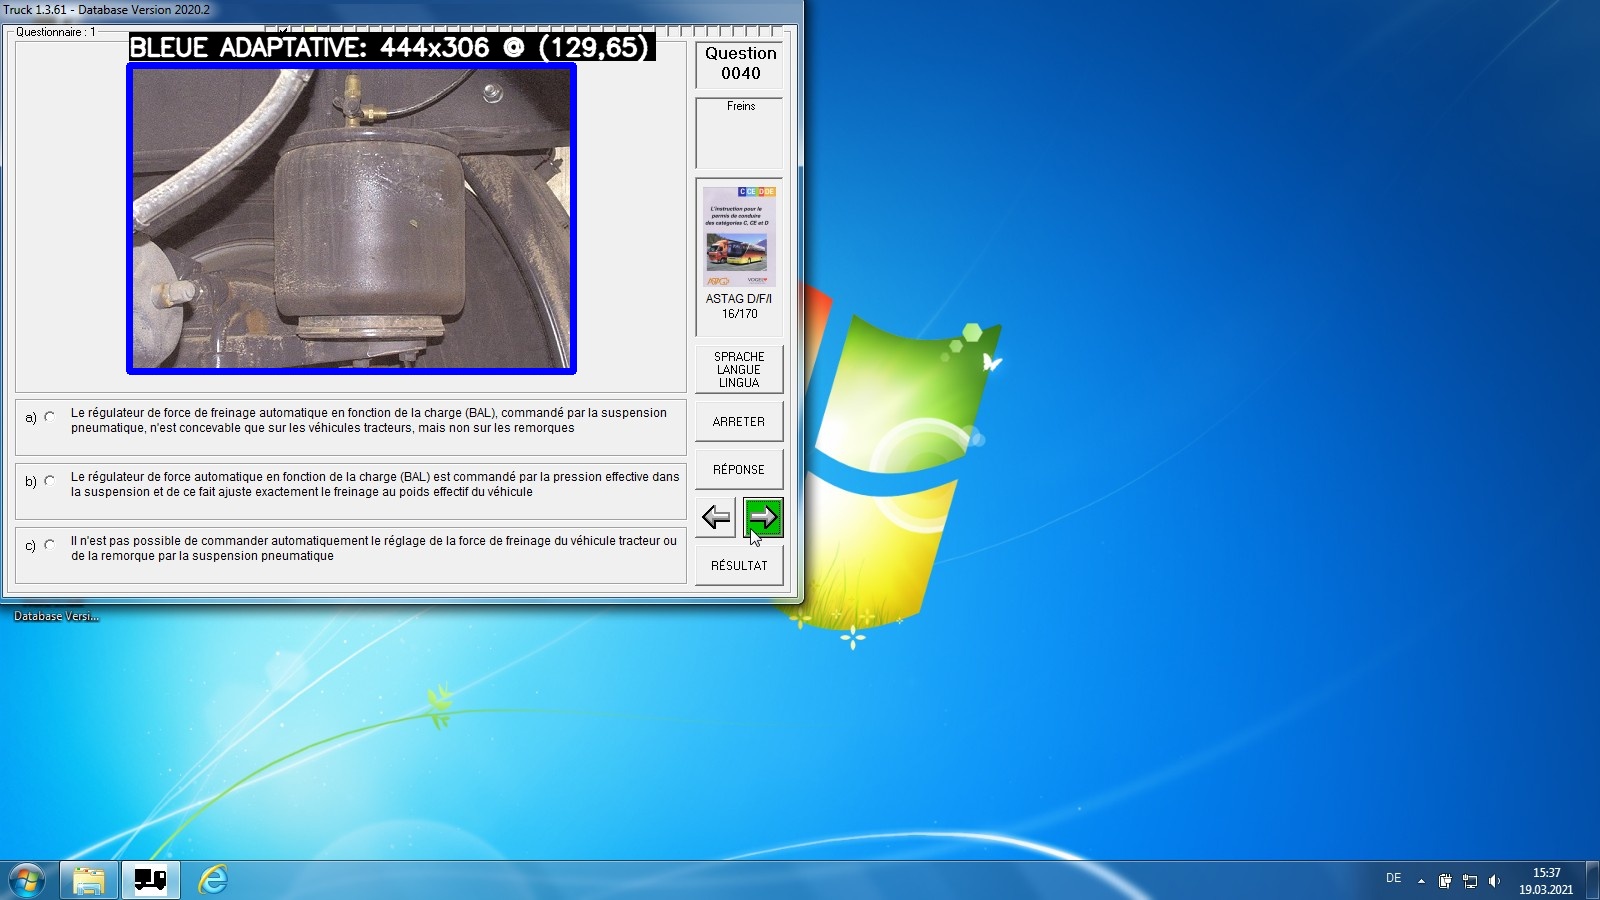 Truck 1.3.61 - Database Version 2020.2
Questionnaire : 1
BLEUE ADAPTATIVE: 444x306 @ (129,65)
Question
0040
Freins
C CE D DE
L'instruction pour le
permis de conduire
des catégories C, CE et D
ASTAG D/F/I
16/170
SPRACHE
LANGUE
LINGUA
ARRETER
RÉPONSE
RÉSULTAT
a)
Le régulateur de force de freinage automatique en fonction de la charge (BAL), commandé par la suspension
pneumatique, n'est concevable que sur les véhicules tracteurs, mais non sur les remorques
b)
Le régulateur de force automatique en fonction de la charge (BAL) est commandé par la pression effective dans
la suspension et de ce fait ajuste exactement le freinage au poids effectif du véhicule
c)
Il n'est pas possible de commander automatiquement le réglage de la force de freinage du véhicule tracteur ou
de la remorque par la suspension pneumatique
Database Versi...
DE
15:37
19.03.2021